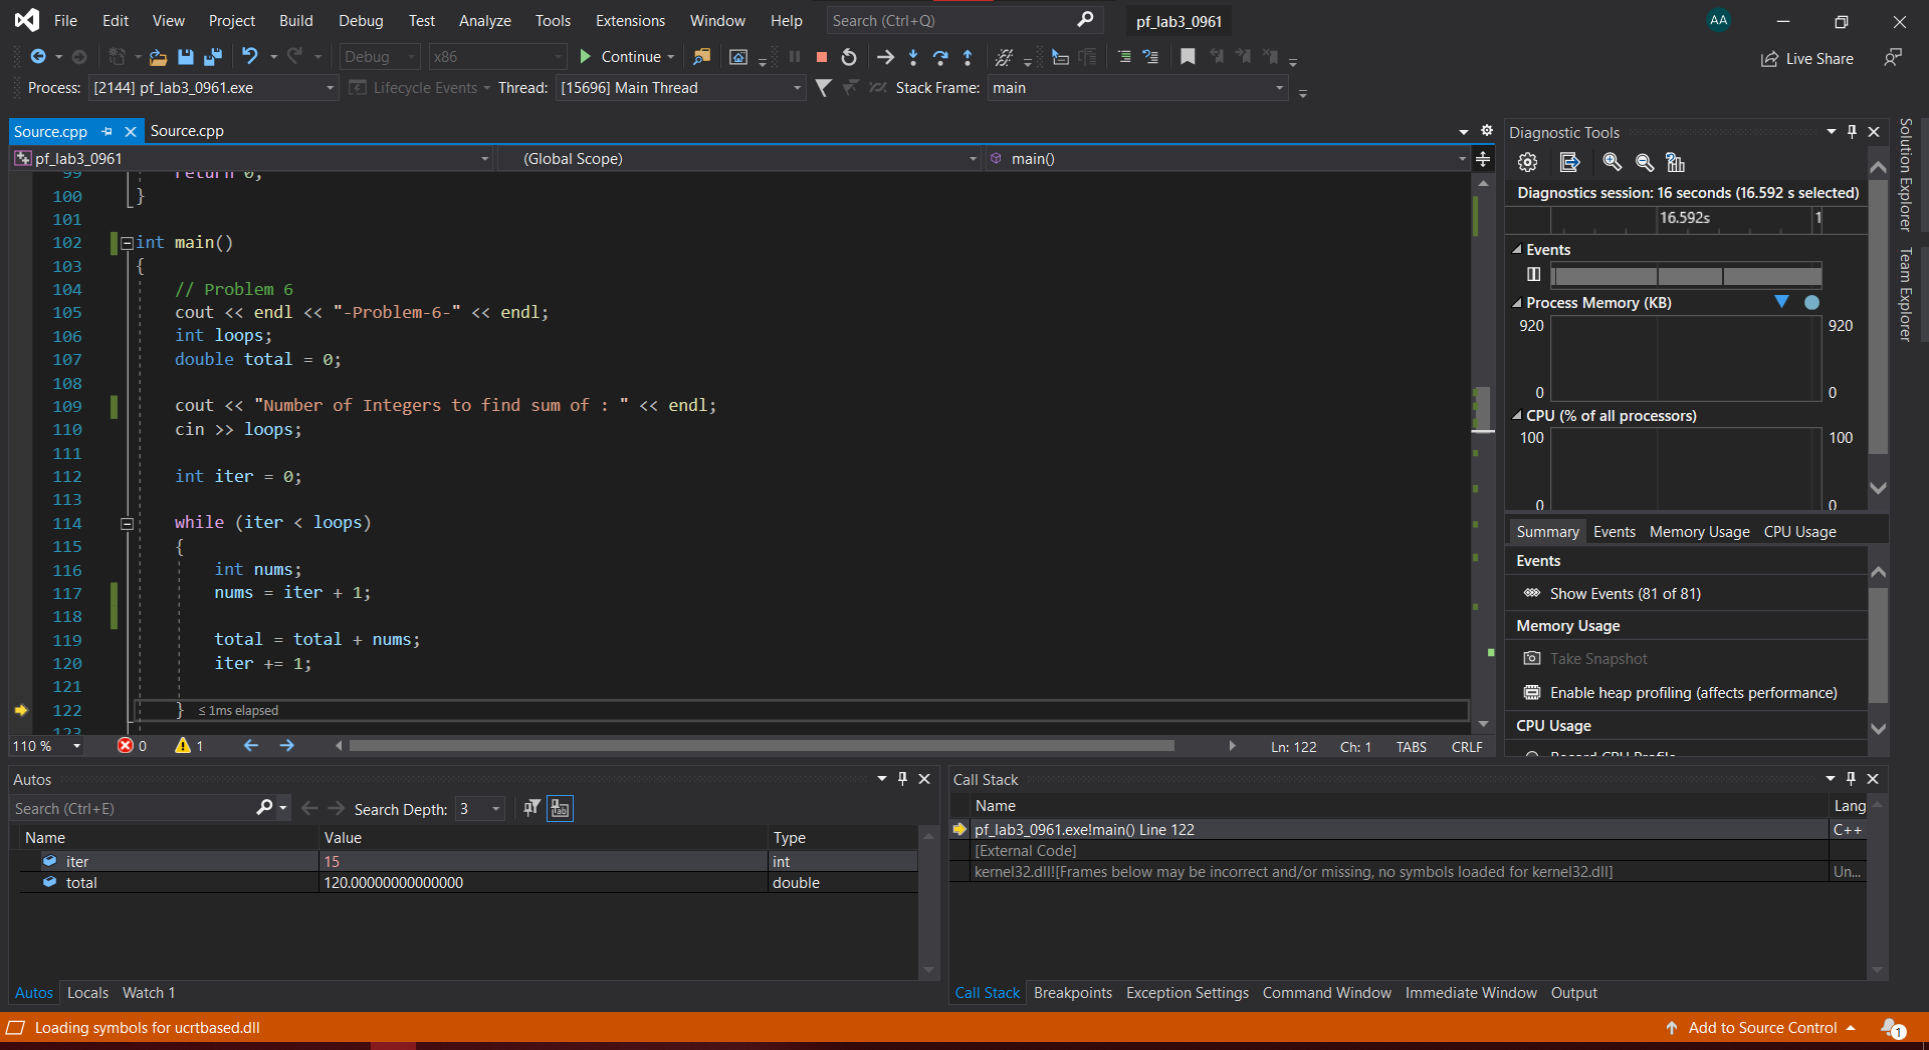 File Edit View Project Build Debug Test Analyze Tools Extensions Window Help Search (Ctrl+Q) pf_lab3_0961 AA
Debug x86 Continue Live Share
Process: [2144] pf_lab3_0961.exe Lifecycle Events Thread: [15696] Main Thread Stack Frame: main
Source.cpp Source.cpp
pf_lab3_0961 (Global Scope) main()
99 return 0;
100 }
101
102 int main()
103 {
104 // Problem 6
105 cout << endl << "-Problem-6-" << endl;
106 int loops;
107 double total = 0;
108
109 cout << "Number of Integers to find sum of : " << endl;
110 cin >> loops;
111
112 int iter = 0;
113
114 while (iter < loops)
115 {
116 int nums;
117 nums = iter + 1;
118
119 total = total + nums;
120 iter += 1;
121
122 } ≤ 1ms elapsed
123
110 % 0 1 Ln: 122 Ch: 1 TABS CRLF
Diagnostic Tools
Diagnostics session: 16 seconds (16.592 s selected)
16.592s 1
Events
Process Memory (KB)
920 920
0 0
CPU (% of all processors)
100 100
0 0
Summary Events Memory Usage CPU Usage
Events
Show Events (81 of 81)
Memory Usage
Take Snapshot
Enable heap profiling (affects performance)
CPU Usage
Record CPU Profile
Solution Explorer
Team Explorer
Autos
Search (Ctrl+E) Search Depth: 3
Name Value Type
iter 15 int
total 120.00000000000000 double
Autos Locals Watch 1
Call Stack
Name Lang
pf_lab3_0961.exe!main() Line 122 C++
[External Code]
kernel32.dll![Frames below may be incorrect and/or missing, no symbols loaded for kernel32.dll] Un...
Call Stack Breakpoints Exception Settings Command Window Immediate Window Output
Loading symbols for ucrtbased.dll Add to Source Control 1